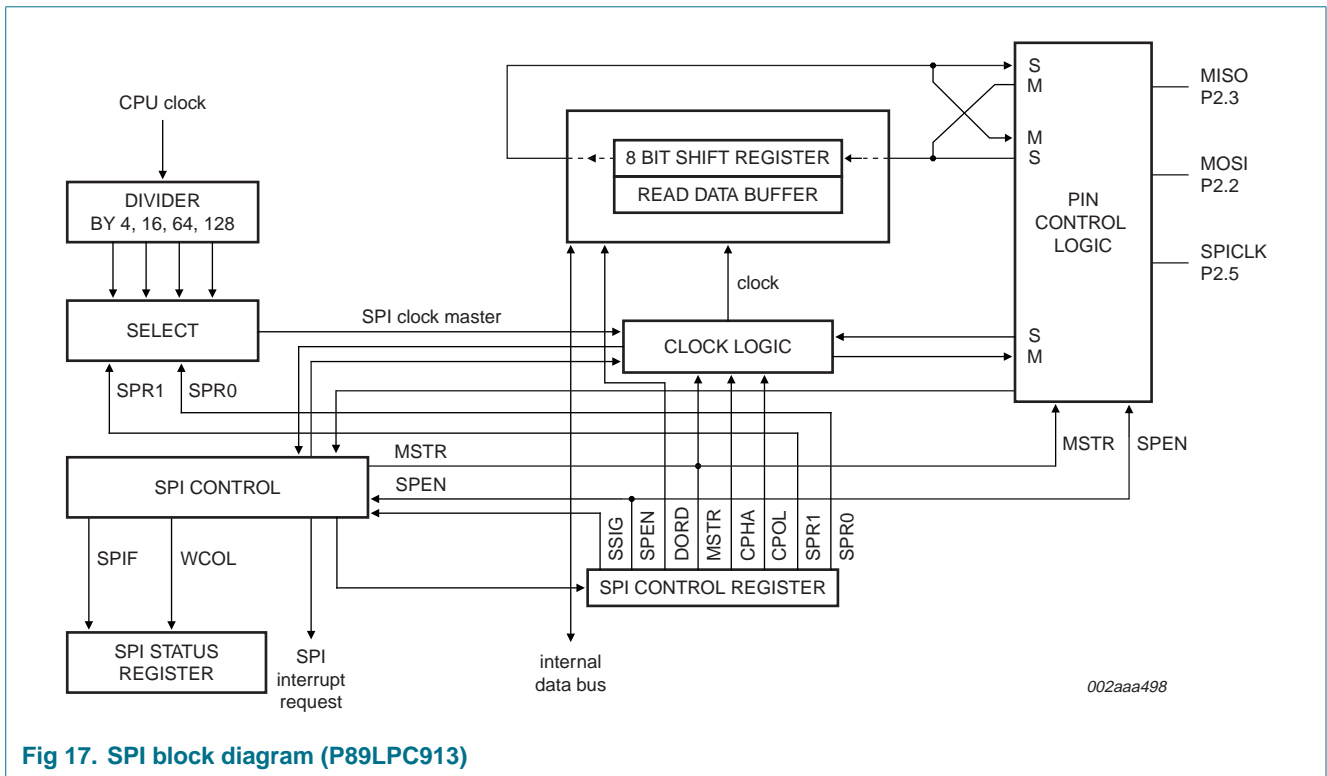 CPU clock
DIVIDER
BY 4, 16, 64, 128
SELECT
SPR1
SPR0
SPI clock master
8 BIT SHIFT REGISTER
READ DATA BUFFER
clock
CLOCK LOGIC
S
M
M
S
PIN
CONTROL
LOGIC
S
M
MISO
P2.3
MOSI
P2.2
SPICLK
P2.5
MSTR
SPEN
MSTR
SPEN
SPI CONTROL
SPIF
WCOL
SPI STATUS
REGISTER
SPI
interrupt
request
SSIG
SPEN
DORD
MSTR
CPHA
CPOL
SPR1
SPR0
SPI CONTROL REGISTER
internal
data bus
002aaa498
Fig 17. SPI block diagram (P89LPC913)